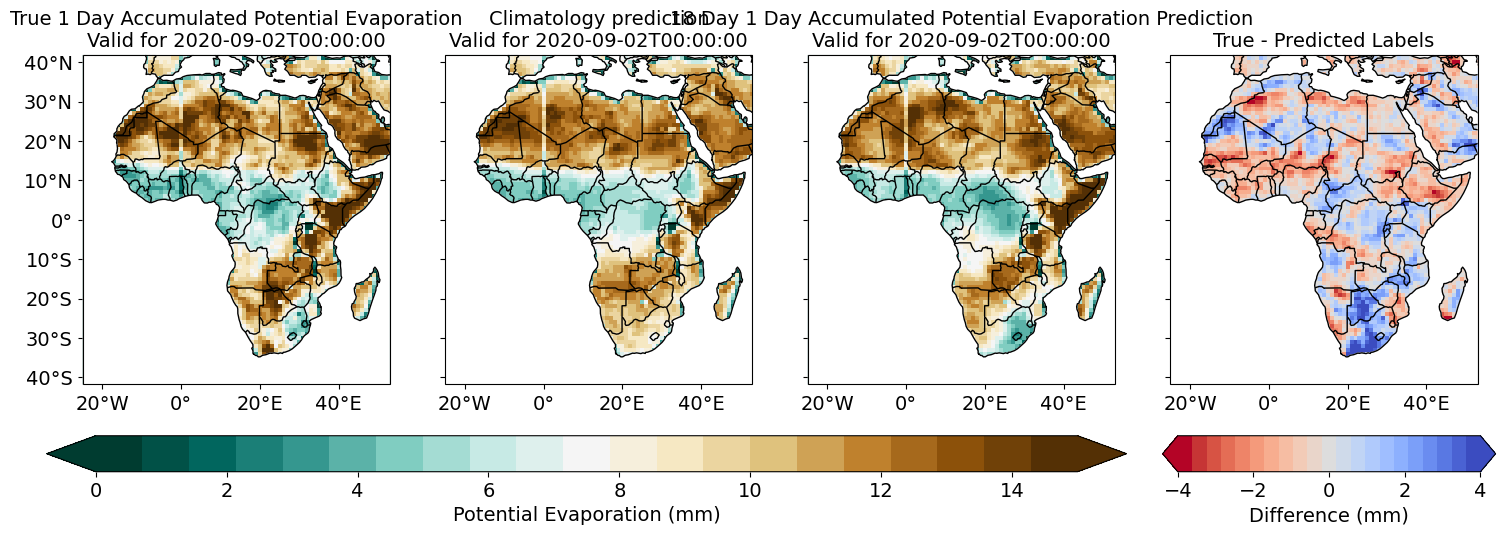 True 1 Day Accumulated Potential Evaporation
Valid for 2020-09-02T00:00:00
Climatology prediction
Valid for 2020-09-02T00:00:00
18 Day 1 Day Accumulated Potential Evaporation Prediction
Valid for 2020-09-02T00:00:00
True - Predicted Labels
40°N
30°N
20°N
10°N
0°
10°S
20°S
30°S
40°S
20°W 0° 20°E 40°E
20°W 0° 20°E 40°E
20°W 0° 20°E 40°E
20°W 0° 20°E 40°E
0 2 4 6 8 10 12 14
Potential Evaporation (mm)
−4 −2 0 2 4
Difference (mm)